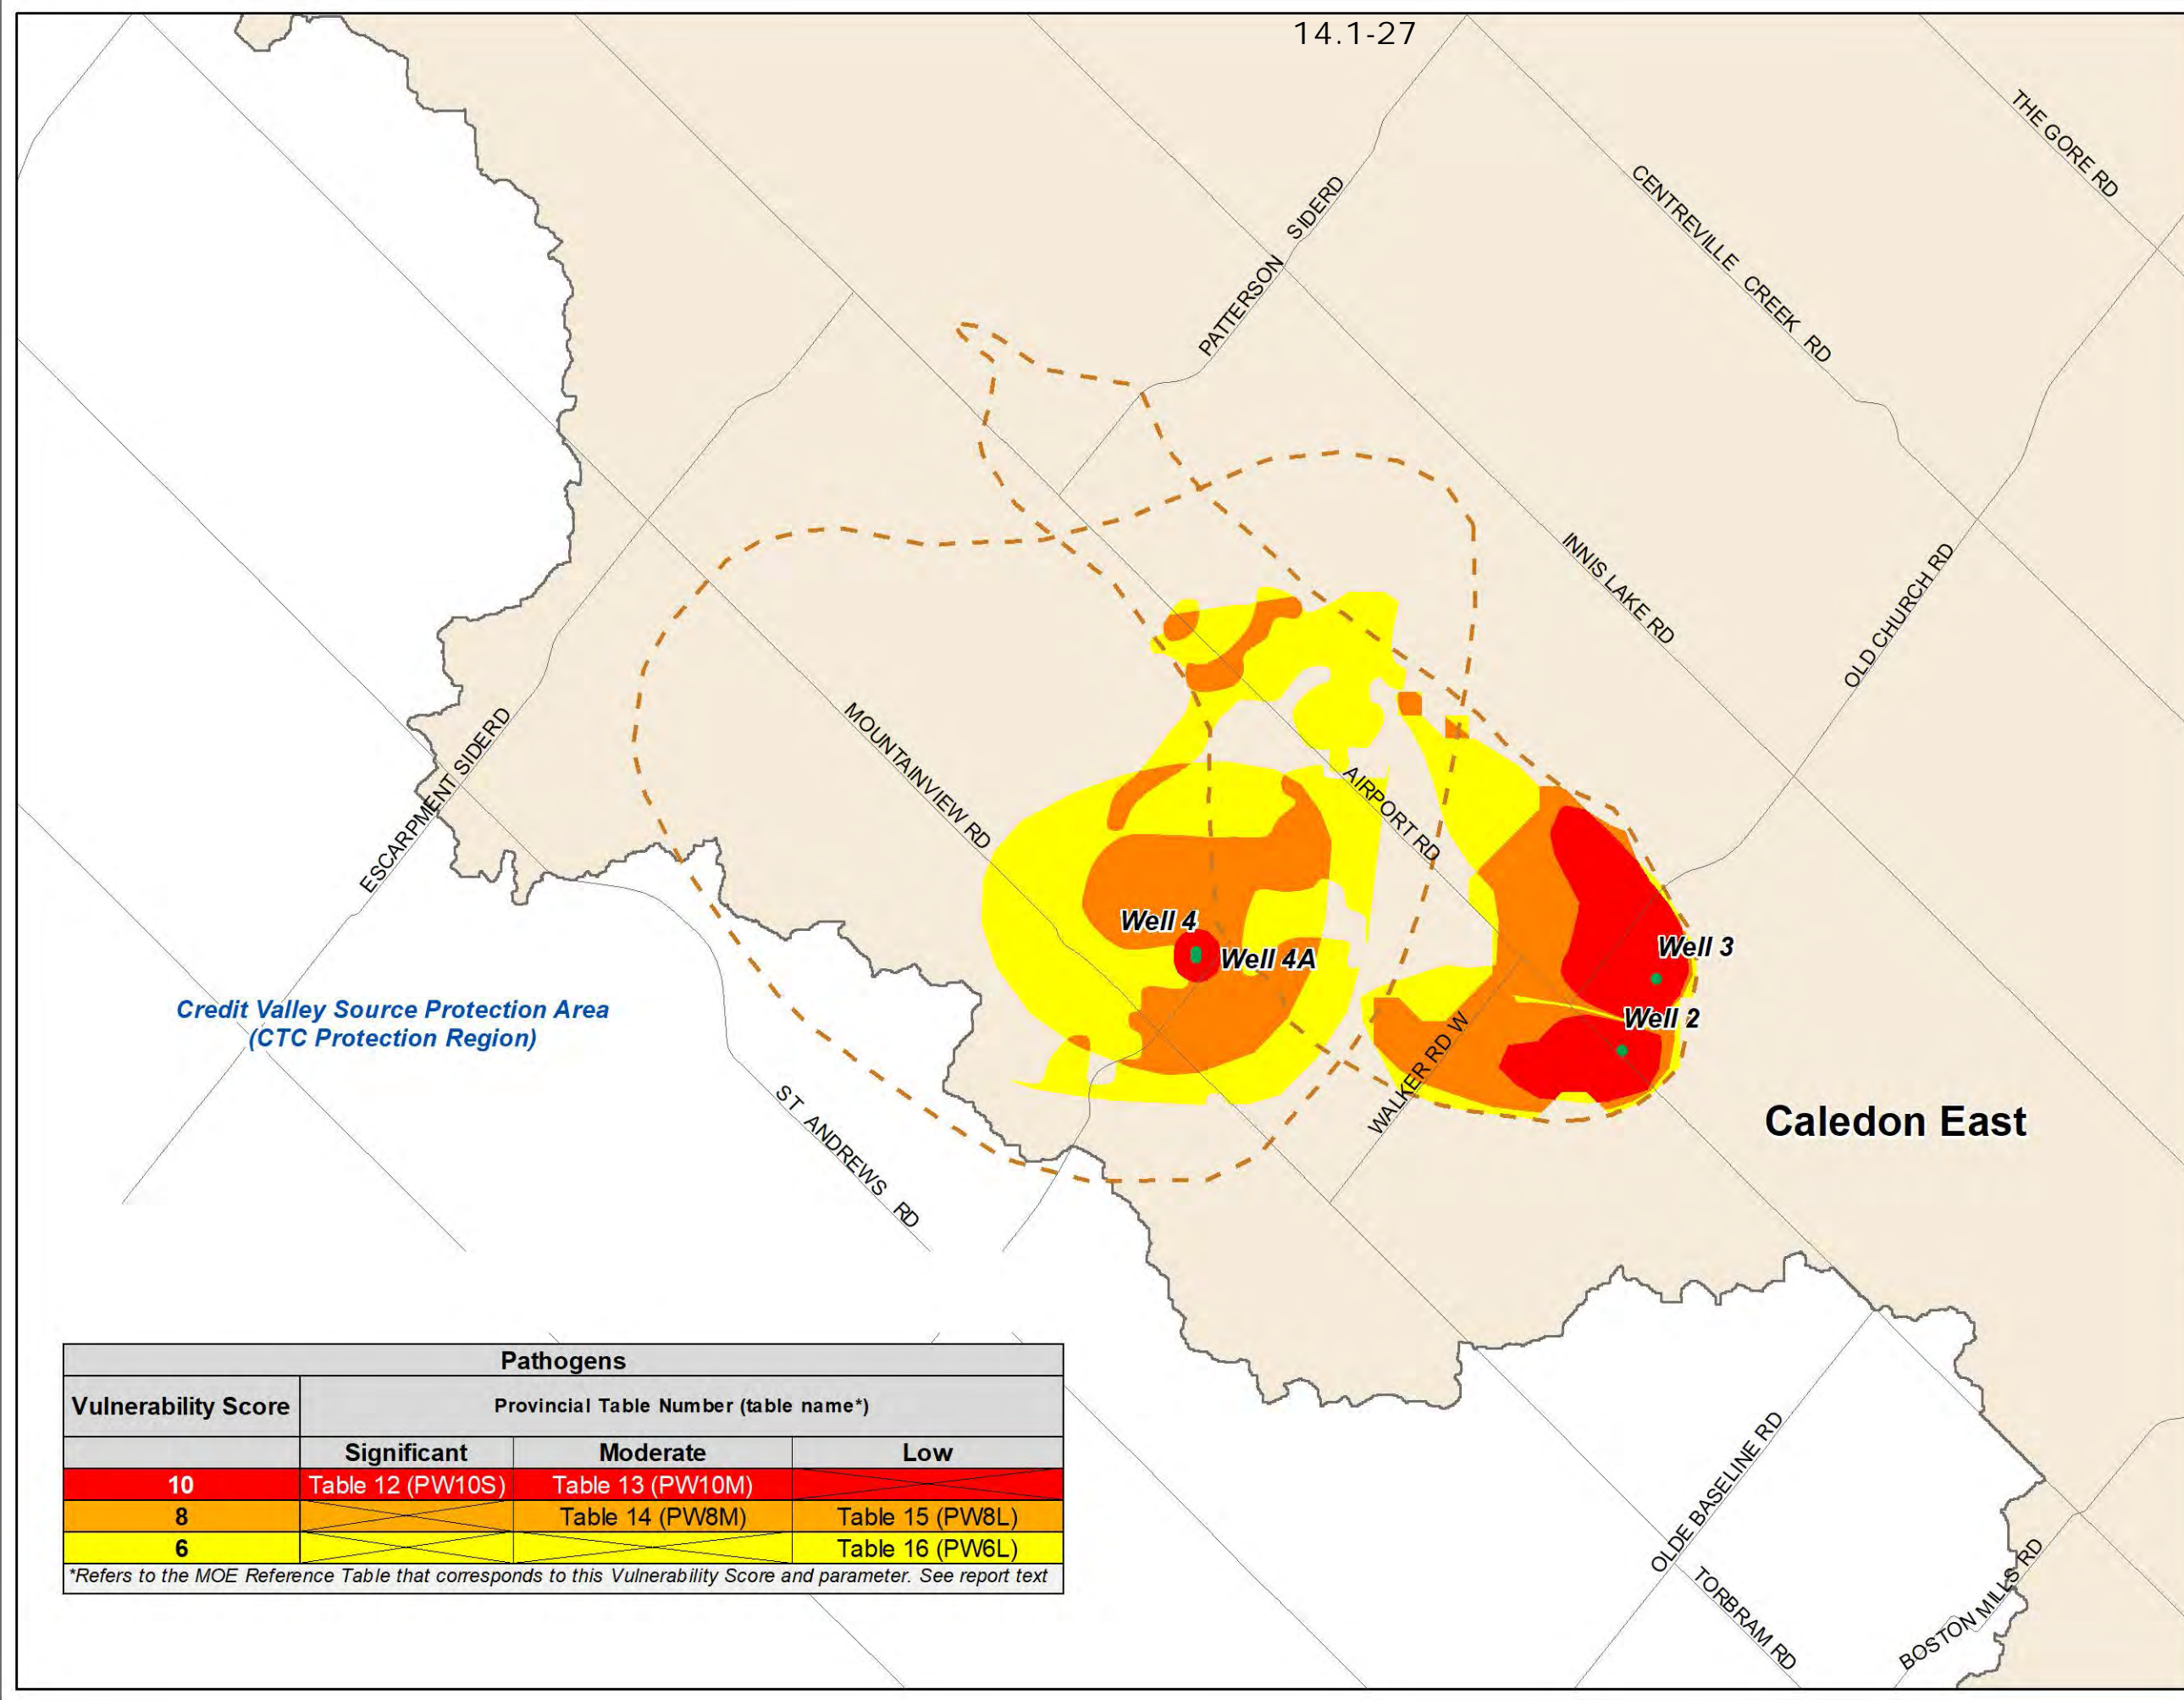 14.1-27
THE GORE RD
CENTREVILLE CREEK RD
PATTERSON SIDERD
INNIS LAKE RD
OLD CHURCH RD
MOUNTAINVIEW RD
ESCARPMENT SIDERD
AIRPORT RD
Well 4
Well 4A
Well 3
Well 2
Credit Valley Source Protection Area
(CTC Protection Region)
WALKER RD W
ST ANDREWS RD
Caledon East
Pathogens
Vulnerability Score Provincial Table Number (table name*)
Significant Moderate Low
10 Table 12 (PW10S) Table 13 (PW10M)
8 Table 14 (PW8M) Table 15 (PW8L)
6 Table 16 (PW6L)
*Refers to the MOE Reference Table that corresponds to this Vulnerability Score and parameter. See report text
OLDE BASELINE RD
TORBRAM RD
BOSTON MILLS RD